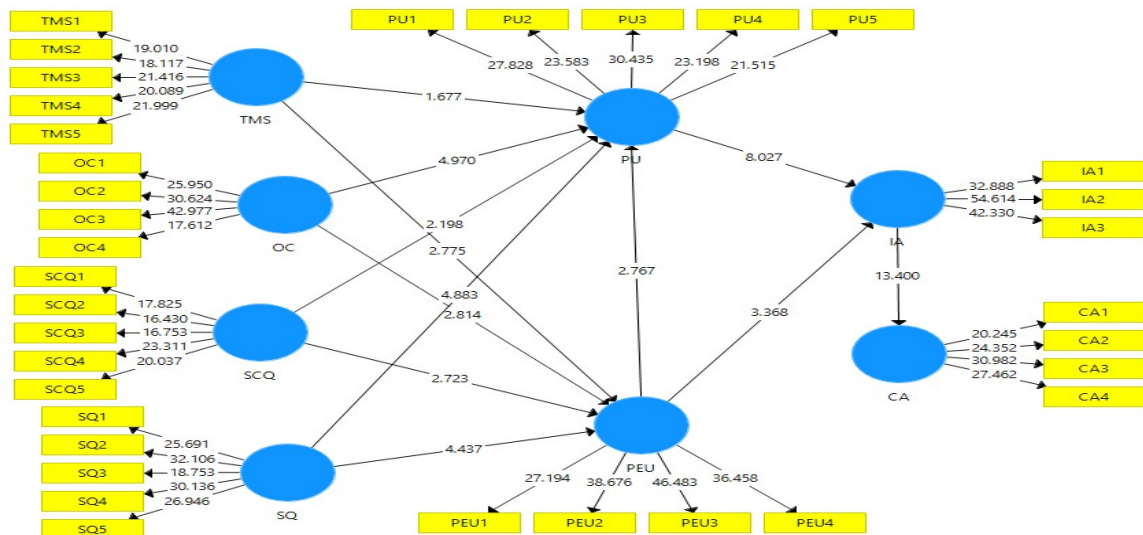 TMS1
TMS2
TMS3
TMS4
TMS5
19.010
18.117
21.416
20.089
21.999
TMS
PU1
PU2
PU3
PU4
PU5
27.828
23.583
30.435
23.198
21.515
PU
1.677
OC1
OC2
OC3
OC4
25.950
30.624
42.977
17.612
OC
4.970
2.198
2.775
4.883
2.814
2.767
8.027
3.368
IA
32.888
54.614
42.330
IA1
IA2
IA3
13.400
SCQ1
SCQ2
SCQ3
SCQ4
SCQ5
17.825
16.430
16.753
23.311
20.037
SCQ
2.723
CA
20.245
24.352
30.982
27.462
CA1
CA2
CA3
CA4
SQ1
SQ2
SQ3
SQ4
SQ5
25.691
32.106
18.753
30.136
26.946
SQ
4.437
PEU
27.194
38.676
46.483
36.458
PEU1
PEU2
PEU3
PEU4